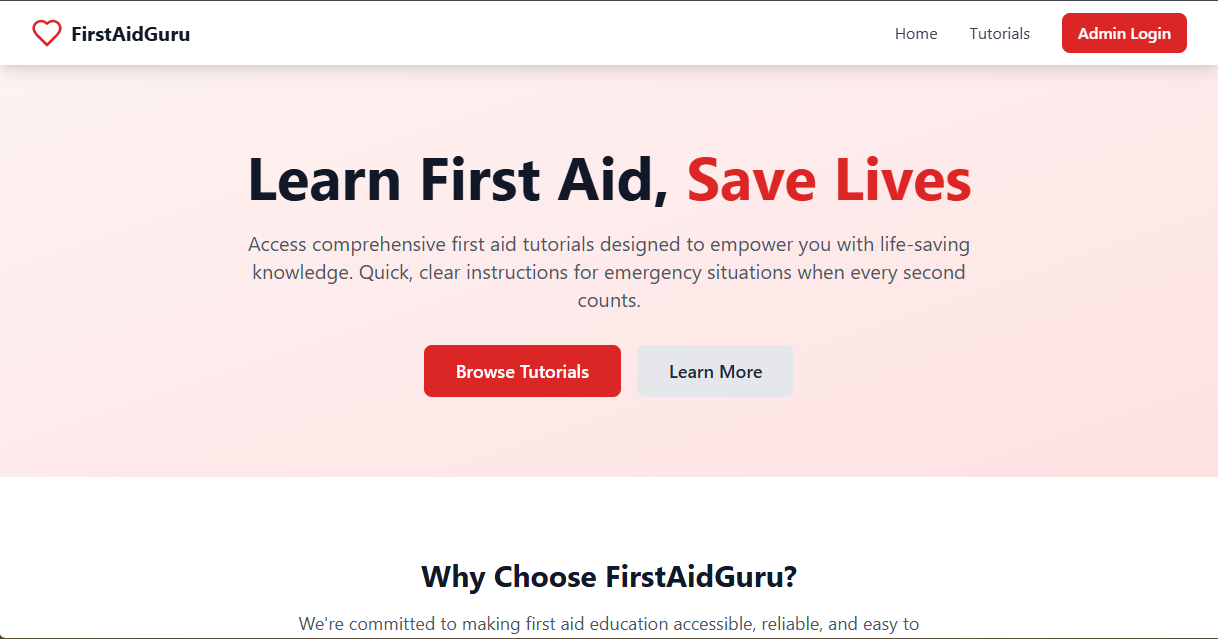 FirstAidGuru
Home
Tutorials
Admin Login
Learn First Aid, Save Lives
Access comprehensive first aid tutorials designed to empower you with life-saving
knowledge. Quick, clear instructions for emergency situations when every second
counts.
Browse Tutorials
Learn More
Why Choose FirstAidGuru?
We're committed to making first aid education accessible, reliable, and easy to